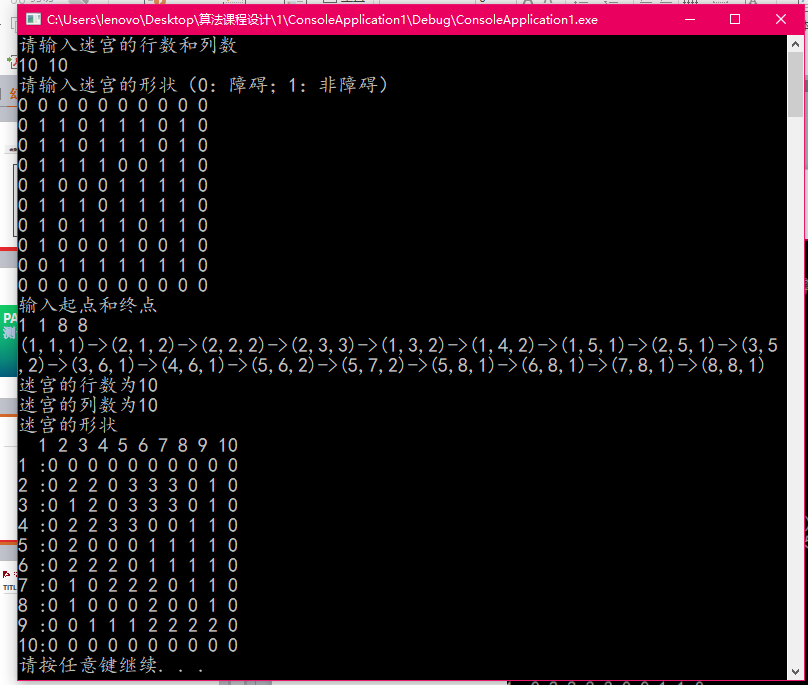 C:\Users\lenovo\Desktop\算法课程设计\1\ConsoleApplication1\Debug\ConsoleApplication1.exe
请输入迷宫的行数和列数
10 10
请输入迷宫的形状（0：障碍；1：非障碍）
0 0 0 0 0 0 0 0 0 0
0 1 1 0 1 1 1 0 1 0
0 1 1 0 1 1 1 0 1 0
0 1 1 1 1 0 0 1 1 0
0 1 0 0 0 1 1 1 1 0
0 1 1 1 0 1 1 1 1 0
0 1 0 1 1 1 0 1 1 0
0 1 0 0 0 1 0 0 1 0
0 0 1 1 1 1 1 1 1 0
0 0 0 0 0 0 0 0 0 0
输入起点和终点
1 1 8 8
(1,1,1)->(2,1,2)->(2,2,2)->(2,3,3)->(1,3,2)->(1,4,2)->(1,5,1)->(2,5,1)->(3,5
,2)->(3,6,1)->(4,6,1)->(5,6,2)->(5,7,2)->(5,8,1)->(6,8,1)->(7,8,1)->(8,8,1)
迷宫的行数为10
迷宫的列数为10
迷宫的形状
1 2 3 4 5 6 7 8 9 10
1 :0 0 0 0 0 0 0 0 0 0
2 :0 2 2 0 3 3 3 0 1 0
3 :0 1 2 0 3 3 3 0 1 0
4 :0 2 2 3 3 0 0 1 1 0
5 :0 2 0 0 0 1 1 1 1 0
6 :0 2 2 2 0 1 1 1 1 0
7 :0 1 0 2 2 2 0 1 1 0
8 :0 1 0 0 0 2 0 0 1 0
9 :0 0 1 1 1 2 2 2 2 0
10:0 0 0 0 0 0 0 0 0 0
请按任意键继续. . .